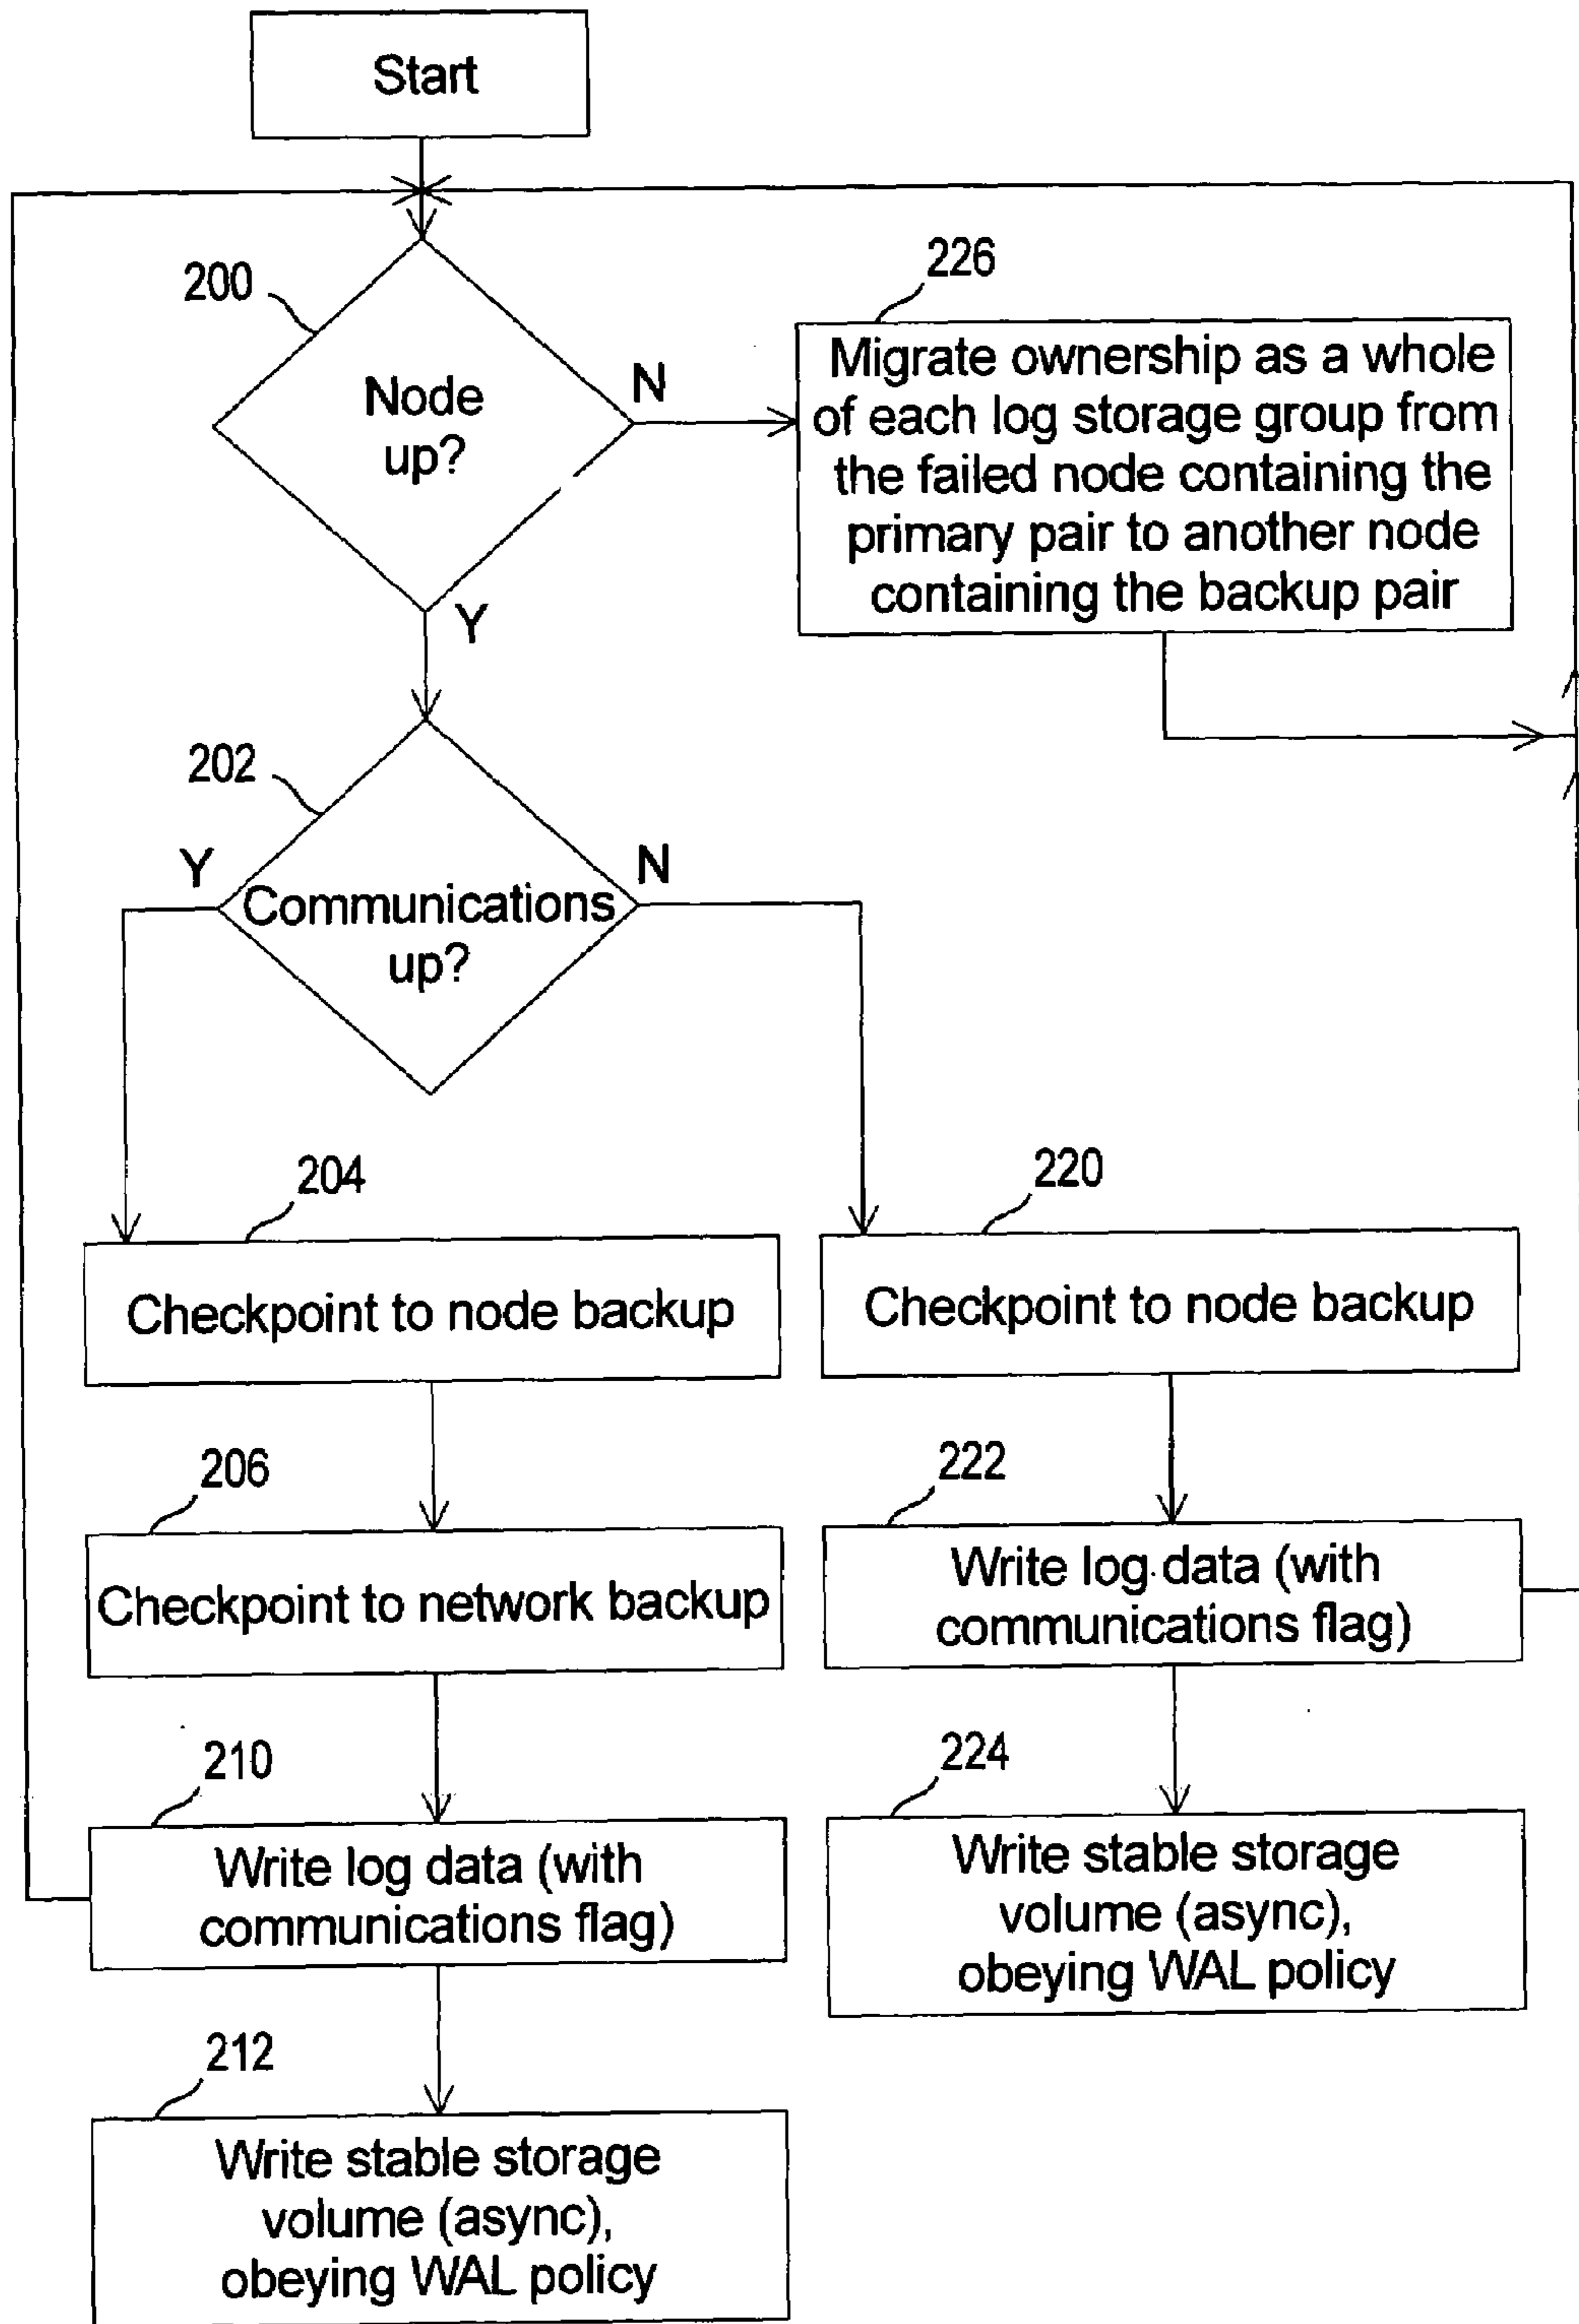 Start
200
Node
up?
N
Y
226
Migrate ownership as a whole
of each log storage group from
the failed node containing the
primary pair to another node
containing the backup pair
202
Y
N
Communications
up?
204
Checkpoint to node backup
220
Checkpoint to node backup
206
Checkpoint to network backup
222
Write log data (with
communications flag)
210
Write log data (with
communications flag)
224
Write stable storage
volume (async),
obeying WAL policy
212
Write stable storage
volume (async),
obeying WAL policy